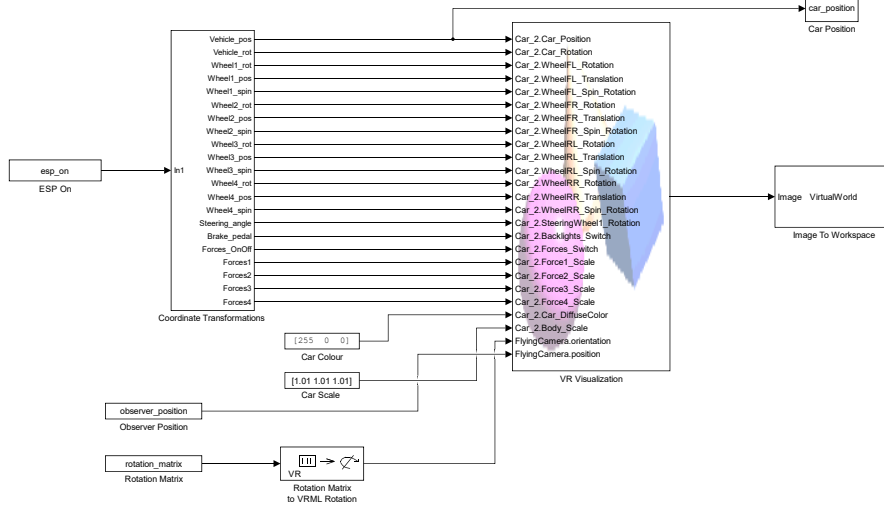 car_position
Car Position
Vehicle_pos
Vehicle_rot
Wheel1_rot
Wheel1_pos
Wheel1_spin
Wheel2_rot
Wheel2_pos
Wheel2_spin
Wheel3_rot
Wheel3_pos
Wheel3_spin
Wheel4_rot
Wheel4_pos
Wheel4_spin
Steering_angle
Brake_pedal
Forces_OnOff
Forces1
Forces2
Forces3
Forces4
In1
Coordinate Transformations
esp_on
ESP On
Car_2.Car_Position
Car_2.Car_Rotation
Car_2.WheelFL_Rotation
Car_2.WheelFL_Translation
Car_2.WheelFL_Spin_Rotation
Car_2.WheelFR_Rotation
Car_2.WheelFR_Translation
Car_2.WheelFR_Spin_Rotation
Car_2.WheelRL_Rotation
Car_2.WheelRL_Translation
Car_2.WheelRL_Spin_Rotation
Car_2.WheelRR_Rotation
Car_2.WheelRR_Translation
Car_2.WheelRR_Spin_Rotation
Car_2.SteeringWheel1_Rotation
Car_2.Backlights_Switch
Car_2.Forces_Switch
Car_2.Force1_Scale
Car_2.Force2_Scale
Car_2.Force3_Scale
Car_2.Force4_Scale
Car_2.Car_DiffuseColor
Car_2.Body_Scale
FlyingCamera.orientation
FlyingCamera.position
VR Visualization
Image VirtualWorld
Image To Workspace
[255 0 0]
Car Colour
[1.01 1.01 1.01]
Car Scale
observer_position
Observer Position
rotation_matrix
Rotation Matrix
VR
Rotation Matrix
to VRML Rotation